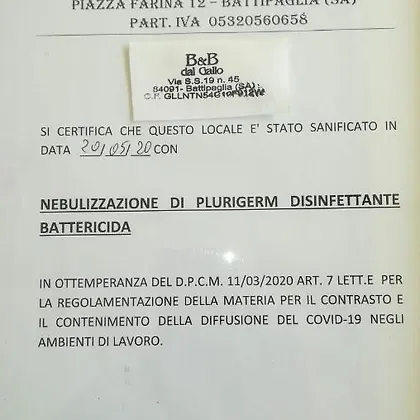 PIAZZA FARINA 12 – BATTIPAGLIA (SA)
PART. IVA 05320560658
B&B
dal Gallo
Via S.S.19 n. 45
84091- Battipaglia (SA)
C.F.
SI CERTIFICA CHE QUESTO LOCALE E' STATO SANIFICATO IN
DATA 20/05/20 CON
NEBULIZZAZIONE DI PLURIGERM DISINFETTANTE
BATTERICIDA
IN OTTEMPERANZA DEL D.P.C.M. 11/03/2020 ART. 7 LETT.E PER
LA REGOLAMENTAZIONE DELLA MATERIA PER IL CONTRASTO E
IL CONTENIMENTO DELLA DIFFUSIONE DEL COVID-19 NEGLI
AMBIENTI DI LAVORO.